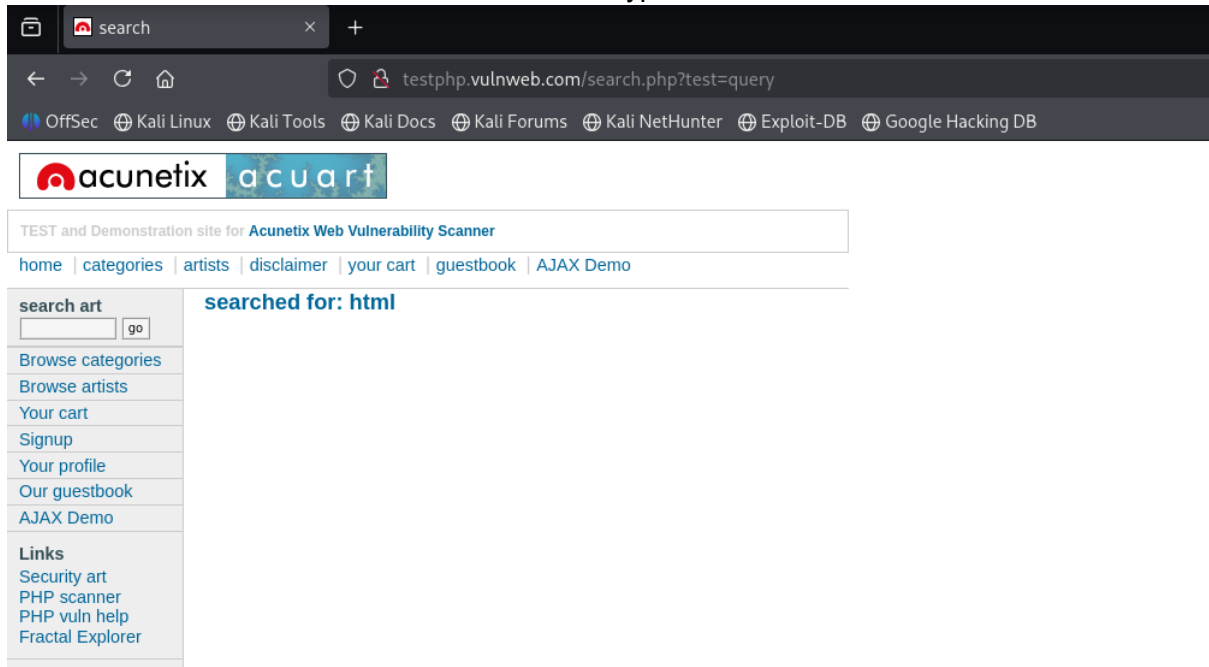 search
testphp.vulnweb.com/search.php?test=query
OffSec Kali Linux Kali Tools Kali Docs Kali Forums Kali NetHunter Exploit-DB Google Hacking DB
acunetix acuart
TEST and Demonstration site for Acunetix Web Vulnerability Scanner
home | categories | artists | disclaimer | your cart | guestbook | AJAX Demo
search art
go
searched for: html
Browse categories
Browse artists
Your cart
Signup
Your profile
Our guestbook
AJAX Demo
Links
Security art
PHP scanner
PHP vuln help
Fractal Explorer